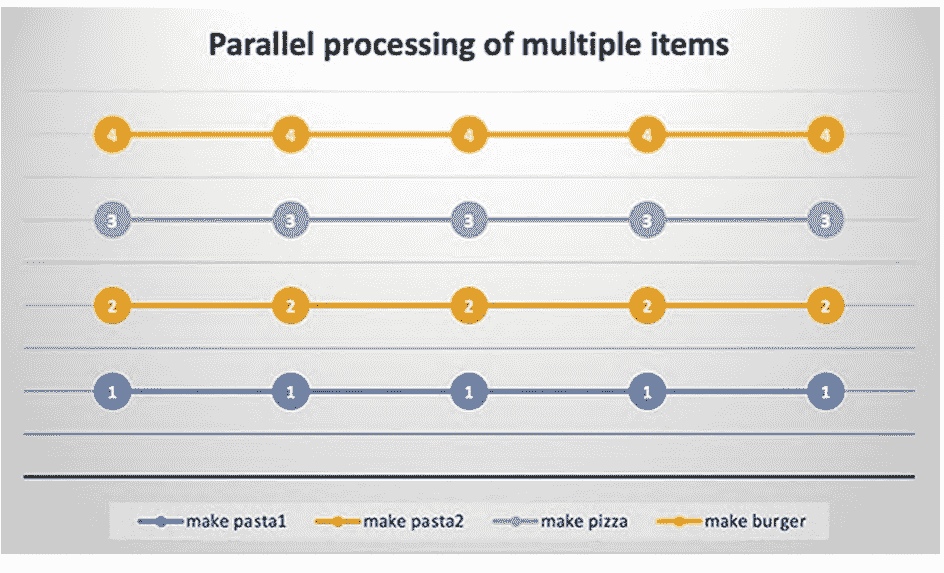 Parallel processing of multiple items
4 4 4 4 4
3 3 3 3 3
2 2 2 2 2
1 1 1 1 1
make pasta1 make pasta2 make pizza make burger